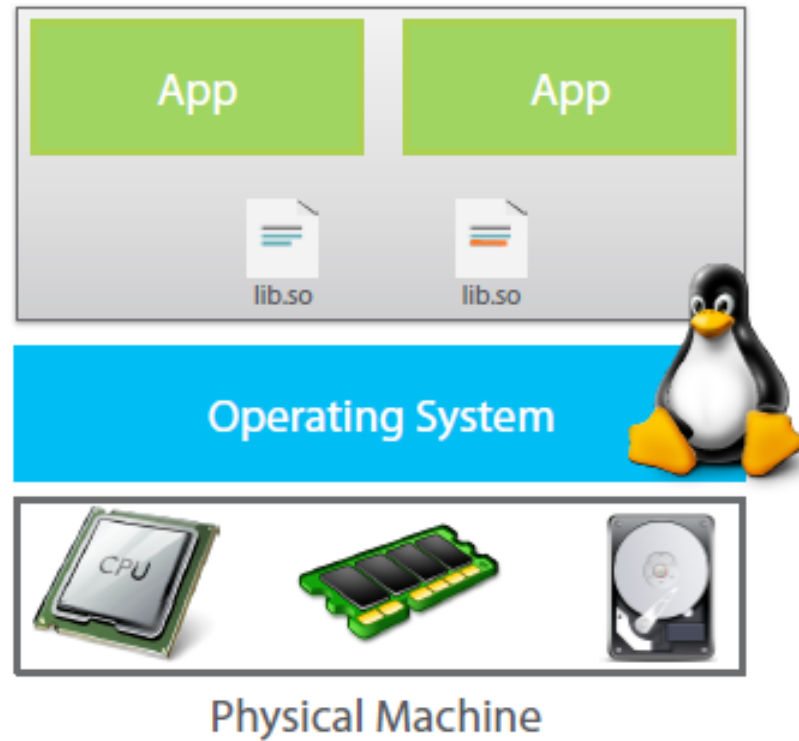 App
App
lib.so
lib.so
Operating System
CPU
Physical Machine